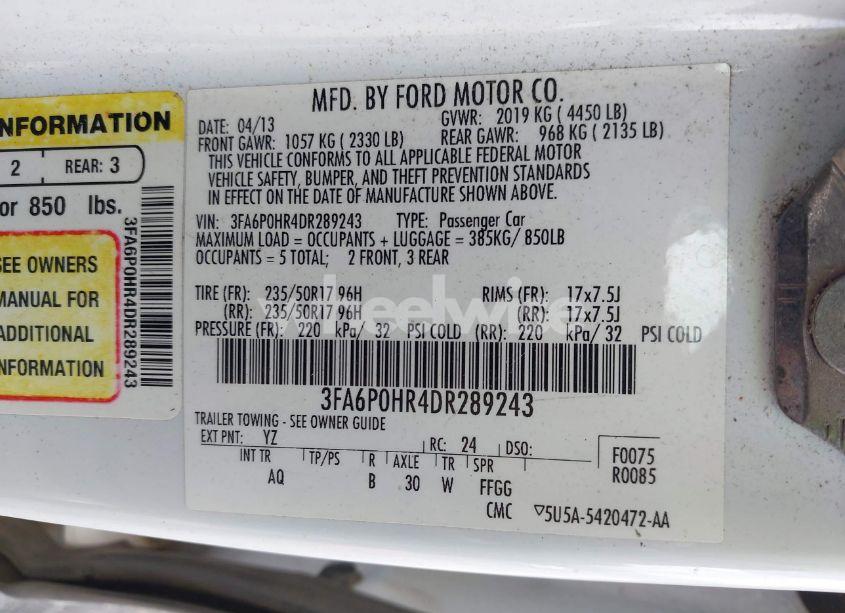 NFORMATION
2 REAR: 3
or 850 lbs.
SEE OWNERS
MANUAL FOR
ADDITIONAL
NFORMATION
3FA6P0HR4DR289243
MFD. BY FORD MOTOR CO.
DATE: 04/13 GVWR: 2019 KG ( 4450 LB)
FRONT GAWR: 1057 KG ( 2330 LB) REAR GAWR: 968 KG ( 2135 LB)
THIS VEHICLE CONFORMS TO ALL APPLICABLE FEDERAL MOTOR
VEHICLE SAFETY, BUMPER, AND THEFT PREVENTION STANDARDS
IN EFFECT ON THE DATE OF MANUFACTURE SHOWN ABOVE.
VIN: 3FA6P0HR4DR289243 TYPE: Passenger Car
MAXIMUM LOAD = OCCUPANTS + LUGGAGE = 385KG/ 850LB
OCCUPANTS = 5 TOTAL; 2 FRONT, 3 REAR
TIRE (FR): 235/50R17 96H RIMS (FR): 17x7.5J
(RR): 235/50R17 96H (RR): 17x7.5J
PRESSURE (FR): 220 kPa/ 32 PSI COLD (RR): 220 kPa/ 32 PSI COLD
3FA6P0HR4DR289243
TRAILER TOWING - SEE OWNER GUIDE
EXT PNT: YZ RC: 24 DSO: F0075
R0085
INT TR TP/PS R AXLE TR SPR
AQ B 30 W FFGG
CMC ▽5U5A-5420472-AA